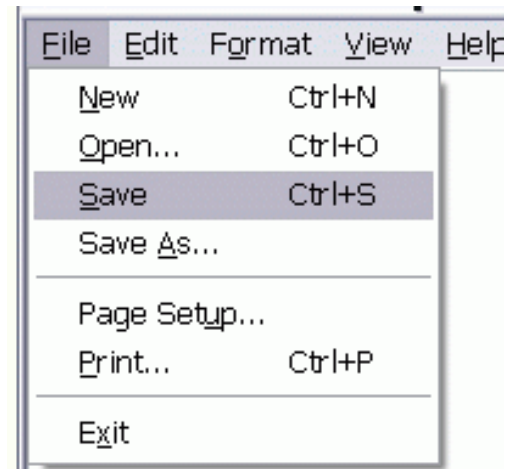 File Edit Format View Help
New Ctrl+N
Open... Ctrl+O
Save Ctrl+S
Save As...
Page Setup...
Print... Ctrl+P
Exit